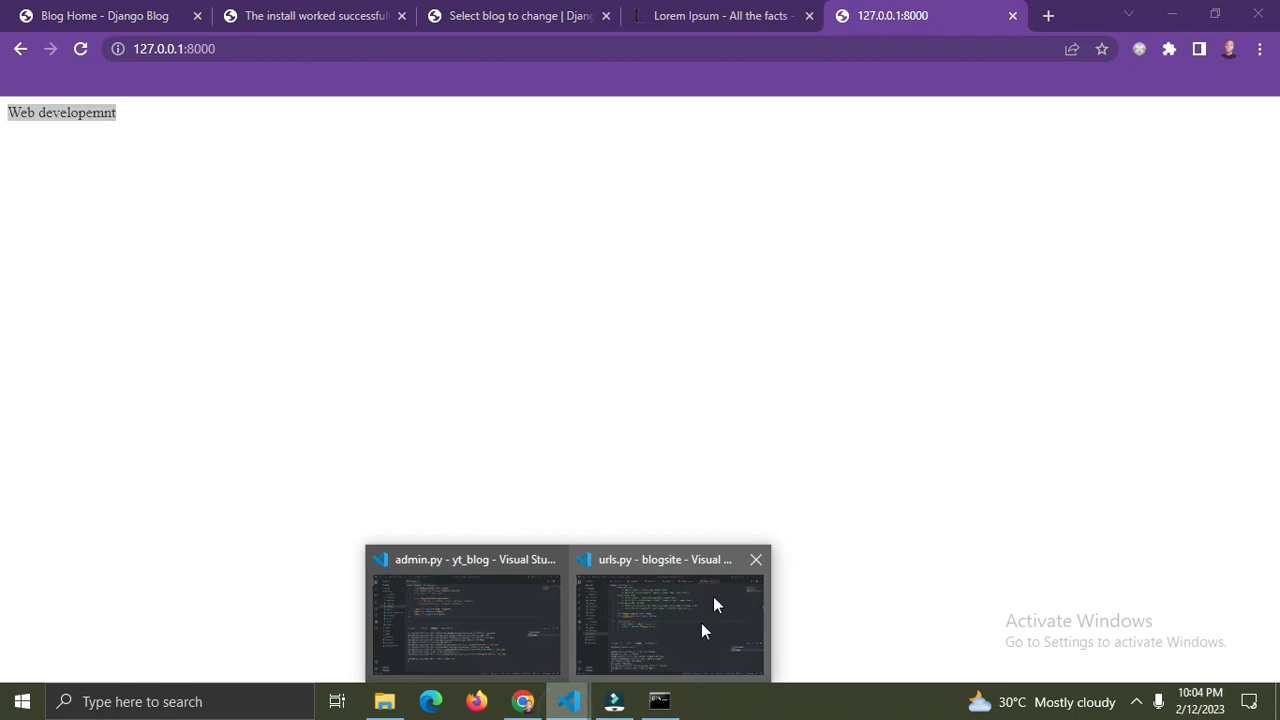 Blog Home - Django Blog
The install worked successful
Select blog to change | Djang
Lorem Ipsum - All the facts -
127.0.0.1:8000
127.0.0.1:8000
Web developemnt
admin.py - yt_blog - Visual Stu...
urls.py - blogsite - Visual ...
Activate Windows
Go to Settings to activate Windows.
Type here to search
30°C Mostly cloudy
10:04 PM
2/12/2023